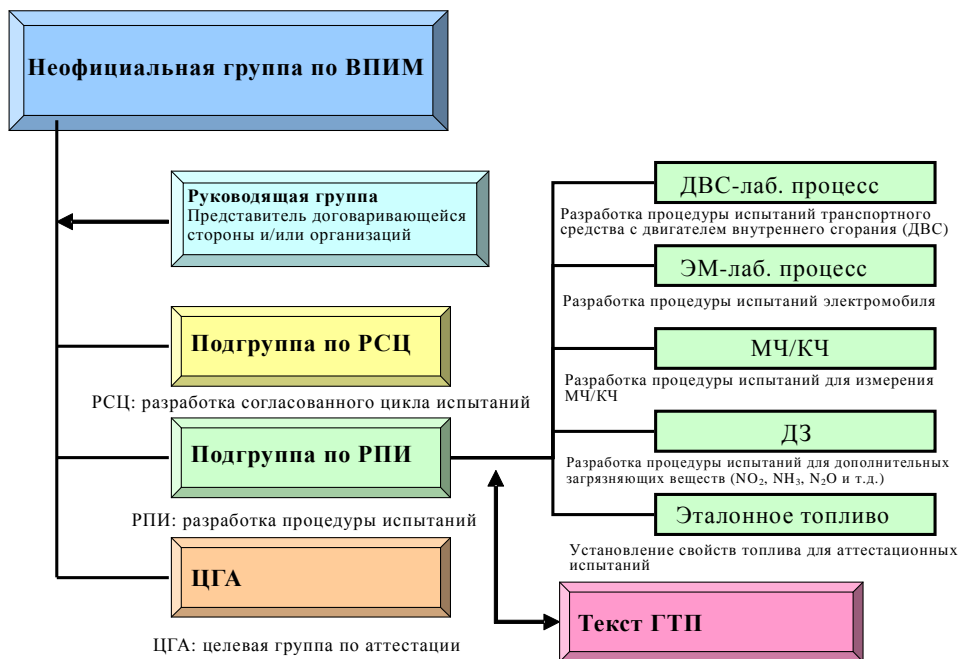 Неофициальная группа по ВПИМ
Руководящая группа
Представитель договаривающейся
стороны и/или организаций
Подгруппа по РСЦ
РСЦ: разработка согласованного цикла испытаний
Подгруппа по РПИ
РПИ: разработка процедуры испытаний
ЦГА
ЦГА: целевая группа по аттестации
ДВС-лаб. процесс
Разработка процедуры испытаний транспортного
средства с двигателем внутреннего сгорания (ДВС)
ЭМ-лаб. процесс
Разработка процедуры испытаний электромобиля
МЧ/КЧ
Разработка процедуры испытаний для измерения
МЧ/КЧ
ДЗ
Разработка процедуры испытаний для дополнительных
загрязняющих веществ (NO₂, NH₃, N₂O и т.д.)
Эталонное топливо
Установление свойств топлива для аттестационных
испытаний
Текст ГТП